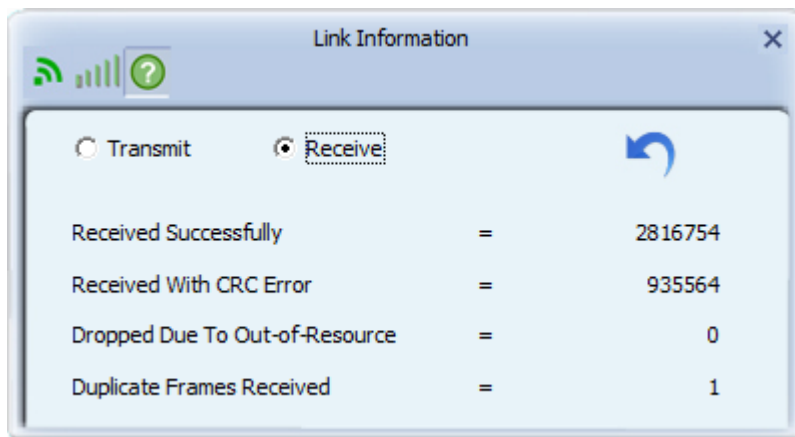 Link Information
Transmit Receive
Received Successfully = 2816754
Received With CRC Error = 935564
Dropped Due To Out-of-Resource = 0
Duplicate Frames Received = 1